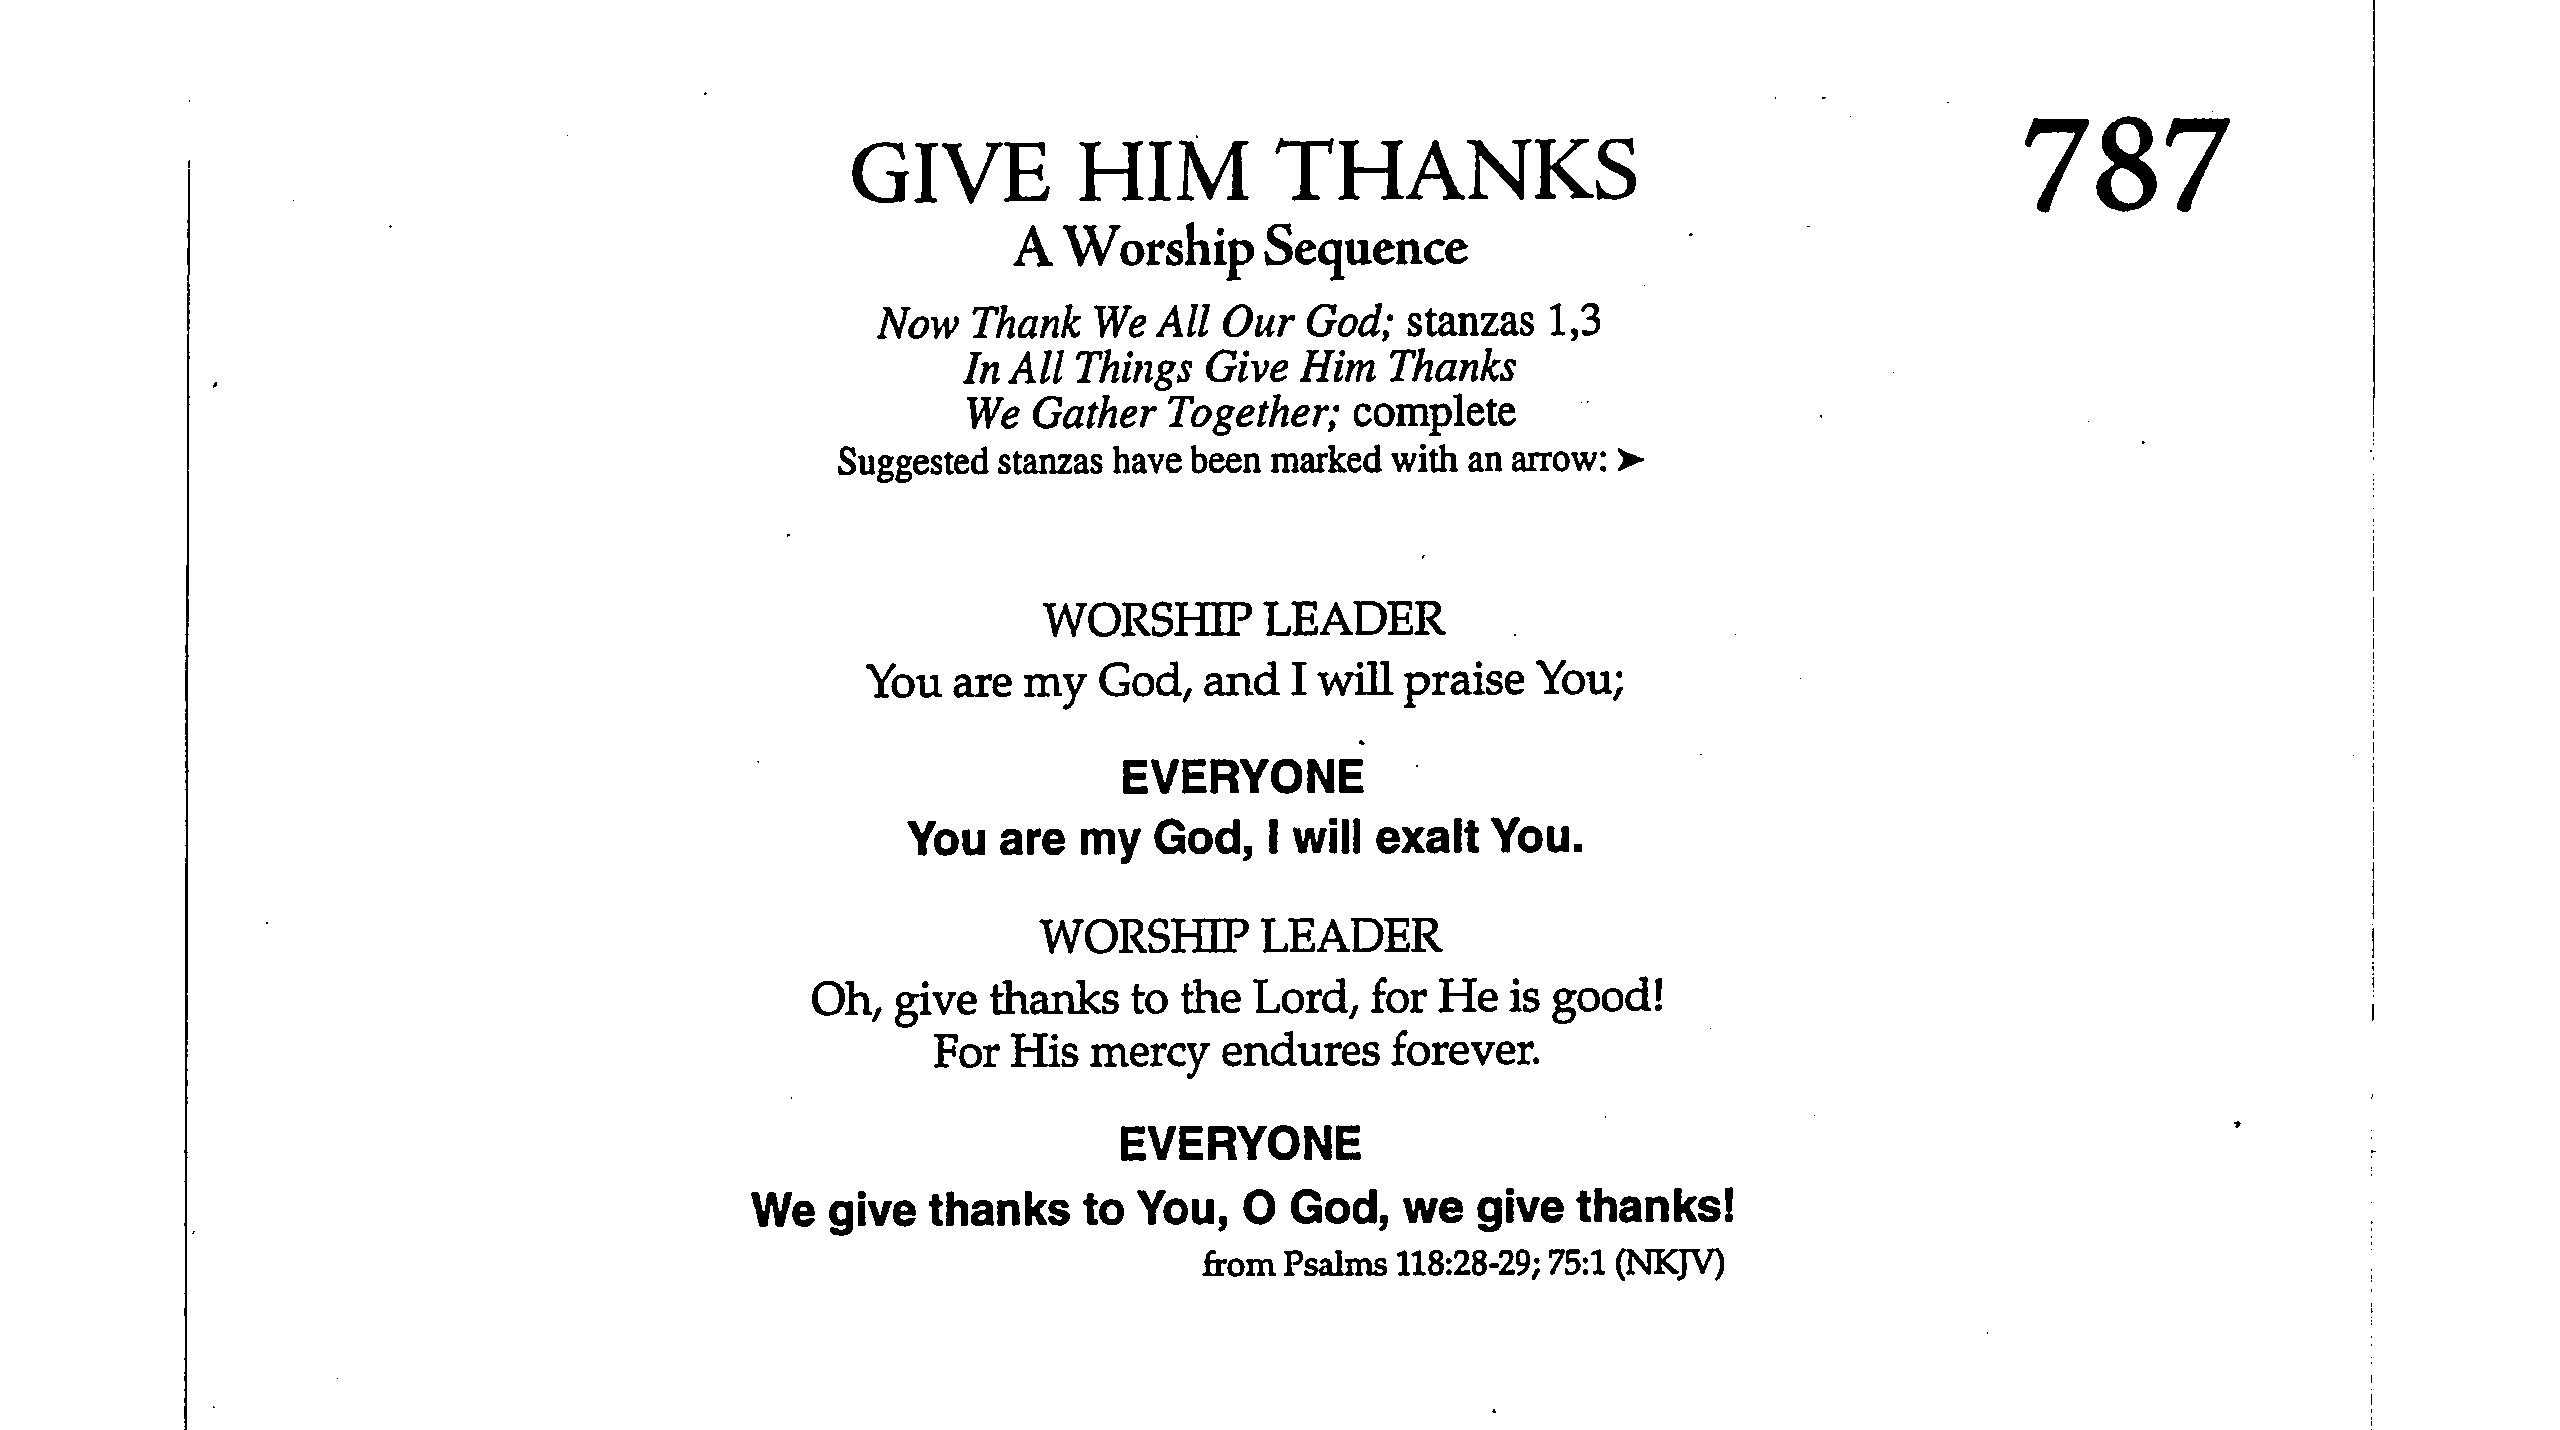 GIVE HIM THANKS
787
A Worship Sequence
Now Thank We All Our God; stanzas 1,3
In All Things Give Him Thanks
We Gather Together; complete
Suggested stanzas have been marked with an arrow: ➤
WORSHIP LEADER
You are my God, and I will praise You;
EVERYONE
You are my God, I will exalt You.
WORSHIP LEADER
Oh, give thanks to the Lord, for He is good!
For His mercy endures forever.
EVERYONE
We give thanks to You, O God, we give thanks!
from Psalms 118:28-29; 75:1 (NKJV)